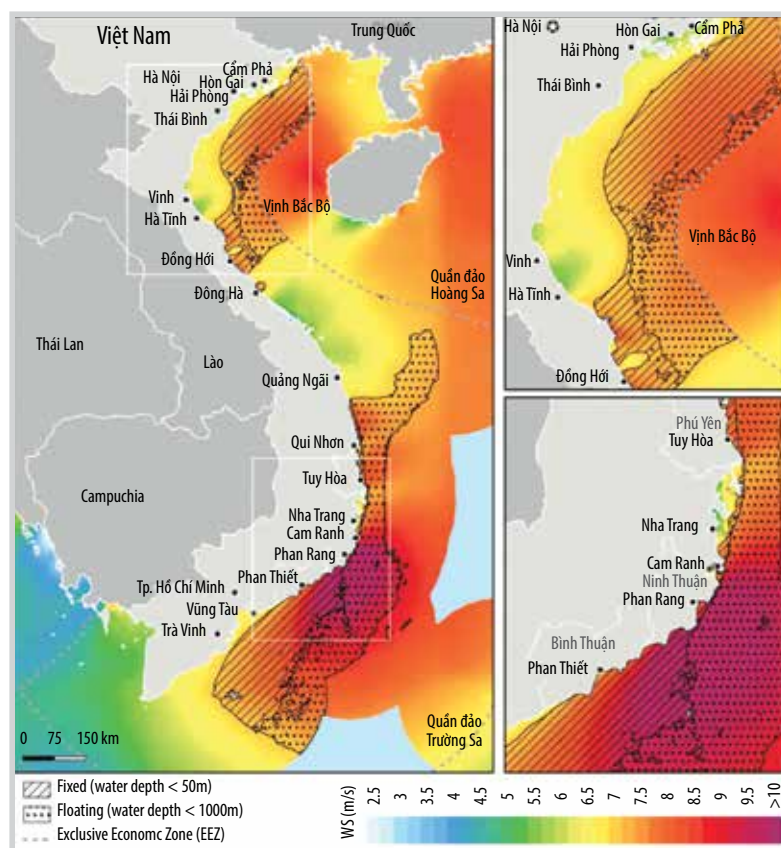 Việt Nam
Trung Quốc
Hà Nội
Cẩm Phả
Hòn Gai
Hải Phòng
Thái Bình
Vinh
Hà Tĩnh
Vịnh Bắc Bộ
Đồng Hới
Đông Hà
Quần đảo
Hoàng Sa
Thái Lan
Lào
Quảng Ngãi
Qui Nhơn
Tuy Hòa
Campuchia
Nha Trang
Cam Ranh
Phan Rang
Phan Thiết
Tp. Hồ Chí Minh
Vũng Tàu
Trà Vinh
Quần đảo
Trường Sa
0 75 150 km
Hà Nội
Hòn Gai
Cẩm Phả
Hải Phòng
Thái Bình
Vịnh Bắc Bộ
Vinh
Hà Tĩnh
Đồng Hới
Phú Yên
Tuy Hòa
Nha Trang
Cam Ranh
Ninh Thuận
Phan Rang
Bình Thuận
Phan Thiết
Fixed (water depth < 50m)
Floating (water depth < 1000m)
Exclusive Economc Zone (EEZ)
WS (m/s)
2.5 3 3.5 4 4.5 5 5.5 6 6.5 7 7.5 8 8.5 9 9.5 >10